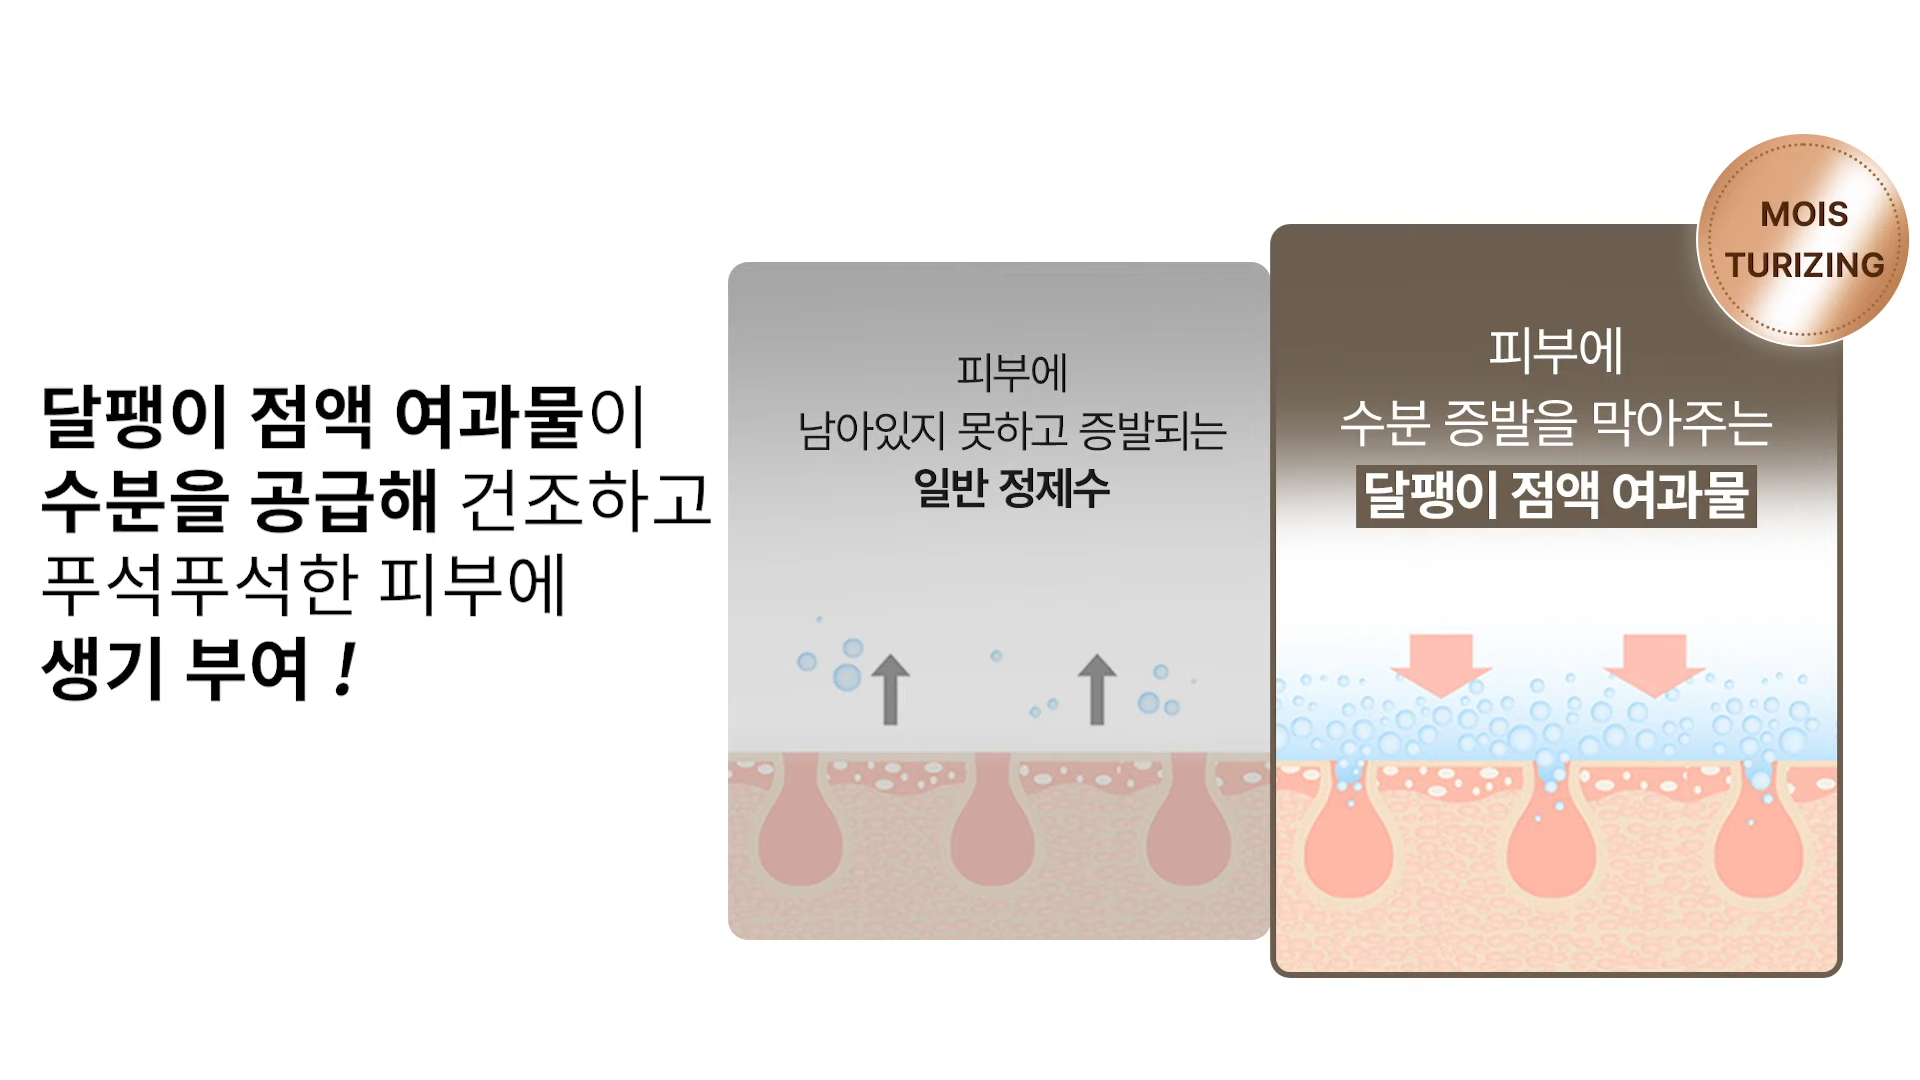 달팽이 점액 여과물이
수분을 공급해 건조하고
푸석푸석한 피부에
생기 부여 !
피부에
남아있지 못하고 증발되는
일반 정제수
MOIS
TURIZING
피부에
수분 증발을 막아주는
달팽이 점액 여과물